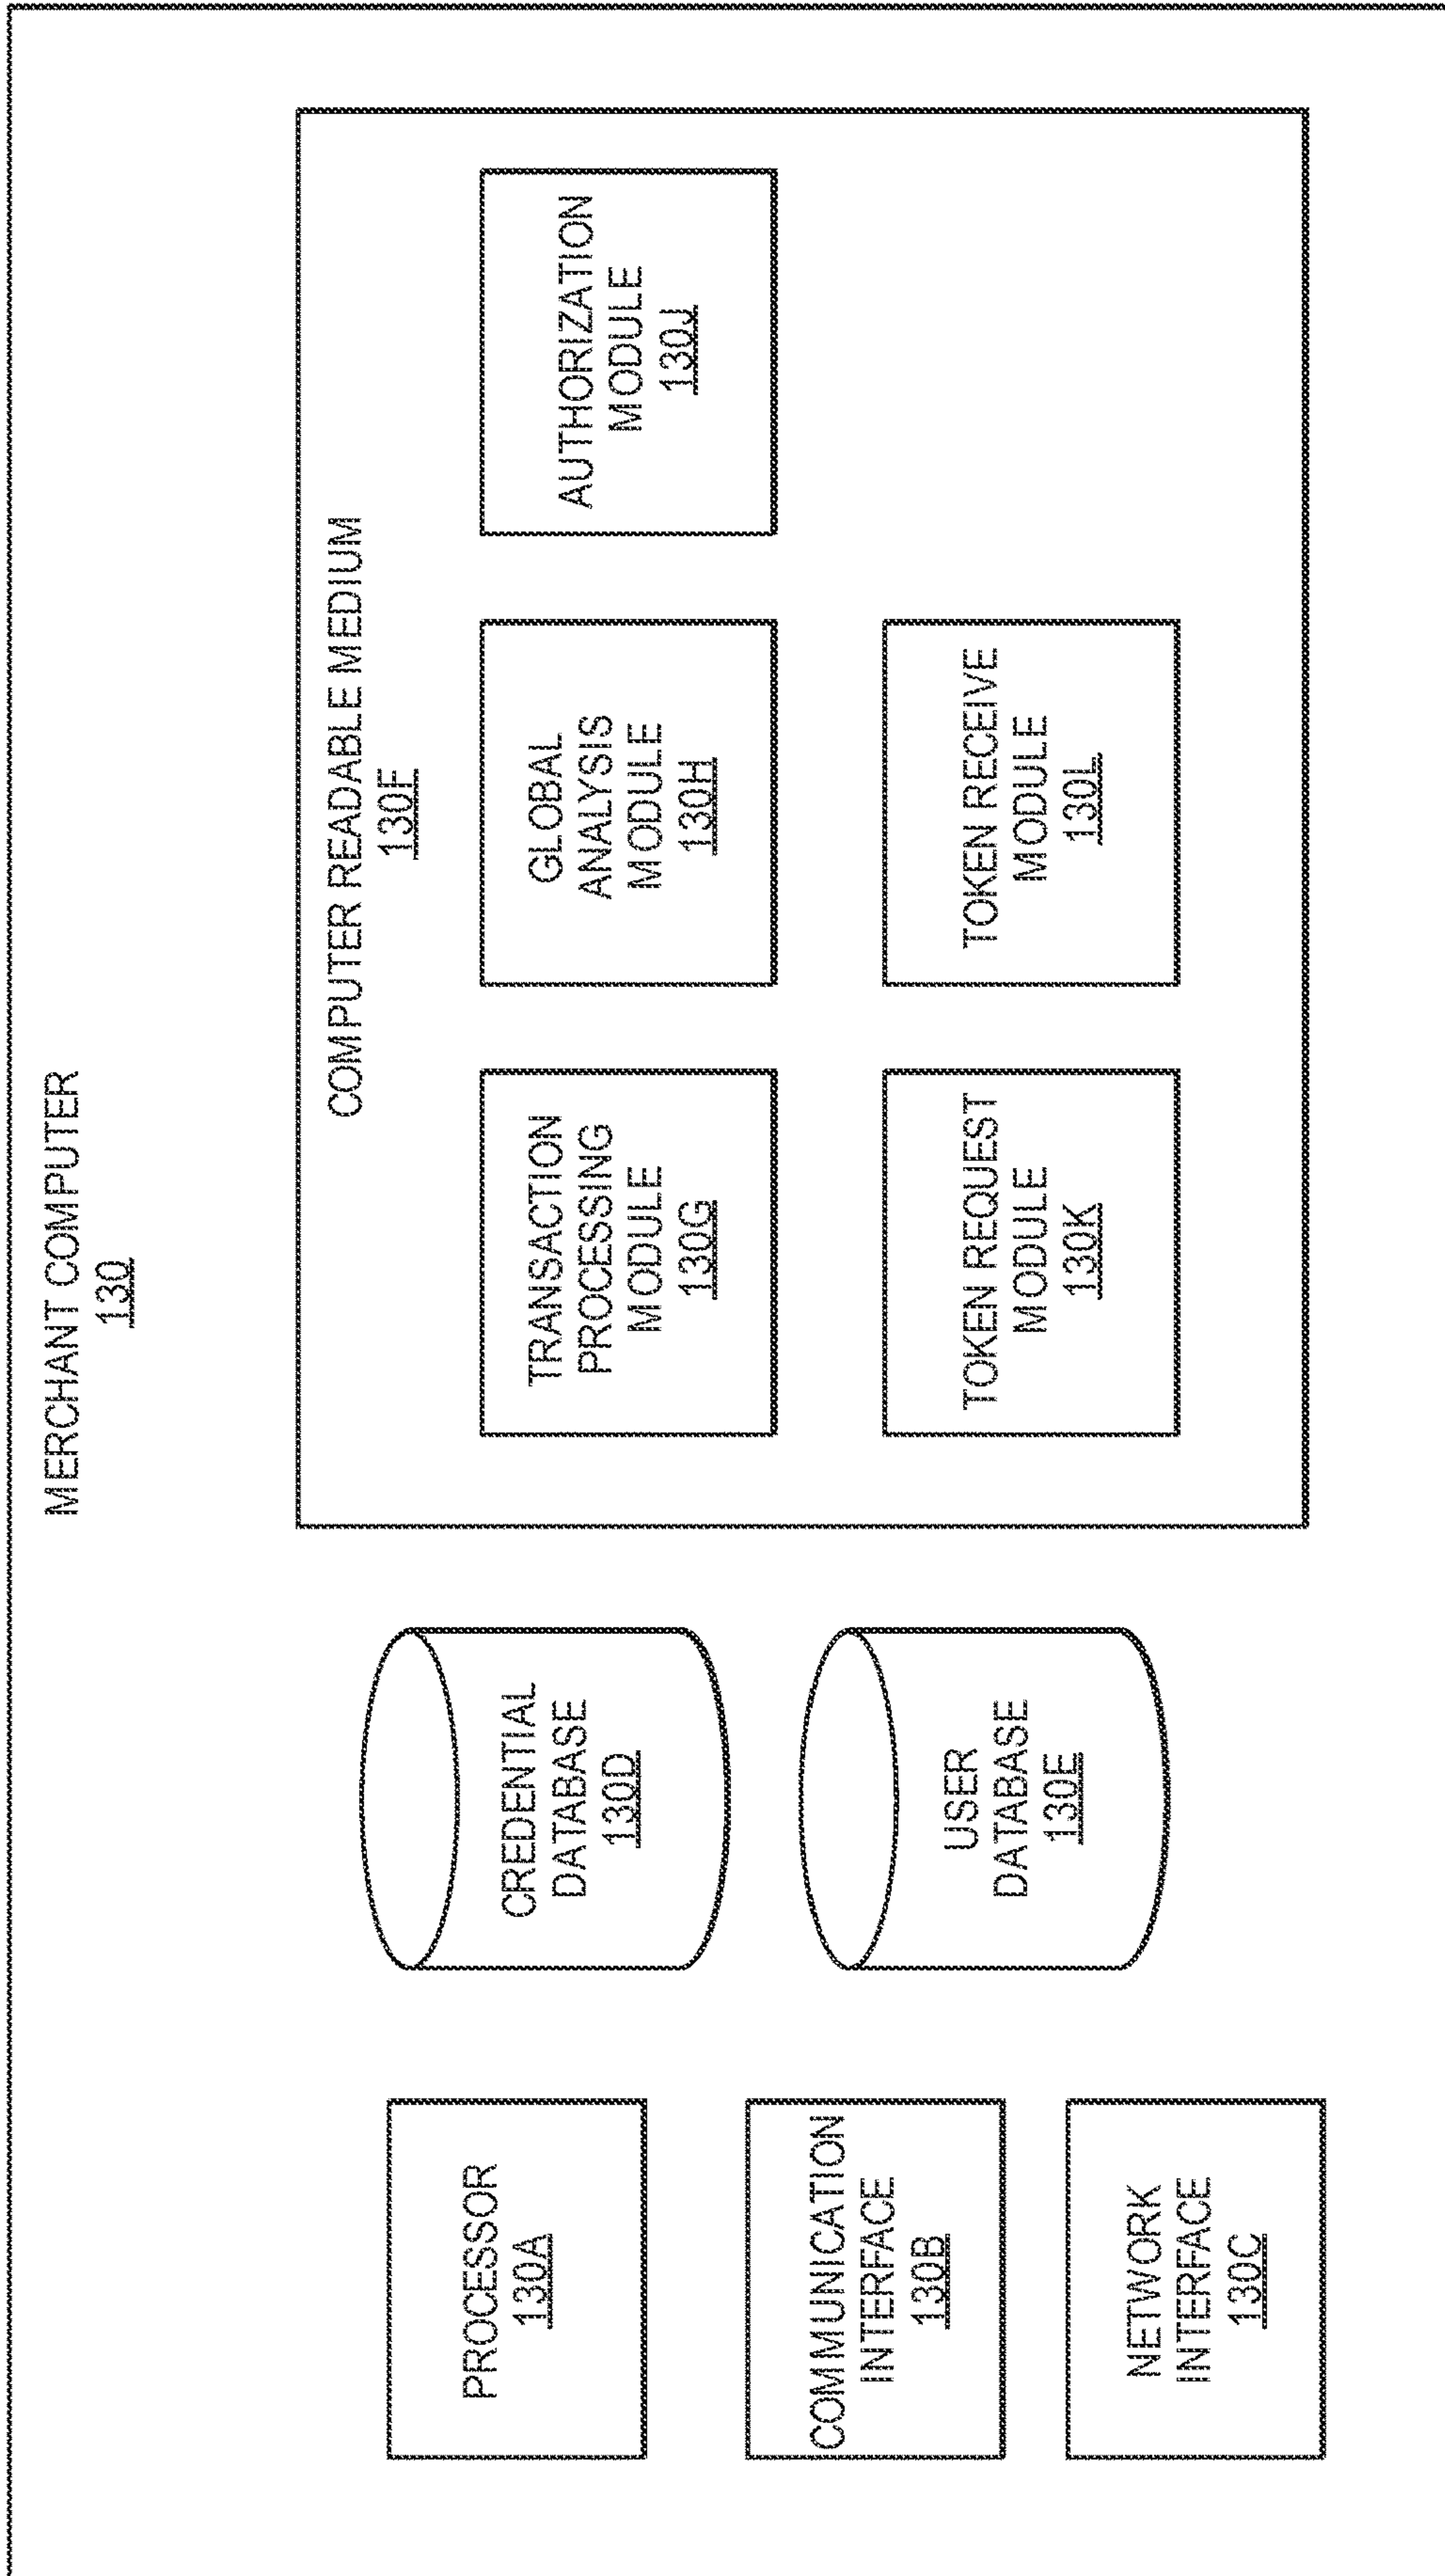 MERCHANT COMPUTER
130
PROCESSOR
130A
COMMUNICATION
INTERFACE
130B
NETWORK
INTERFACE
130C
CREDENTIAL
DATABASE
130D
USER
DATABASE
130E
COMPUTER READABLE MEDIUM
130F
TRANSACTION
PROCESSING
MODULE
130G
GLOBAL
ANALYSIS
MODULE
130H
AUTHORIZATION
MODULE
130J
TOKEN REQUEST
MODULE
130K
TOKEN RECEIVE
MODULE
130L